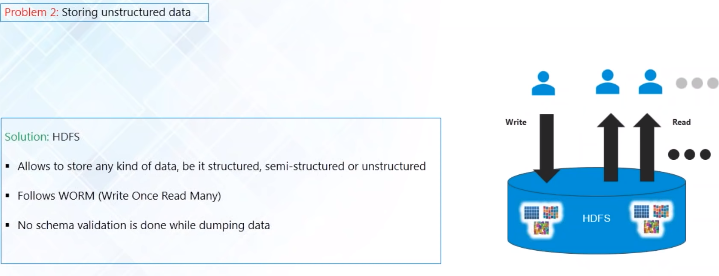 Problem 2: Storing unstructured data
Solution: HDFS
▪ Allows to store any kind of data, be it structured, semi-structured or unstructured
▪ Follows WORM (Write Once Read Many)
▪ No schema validation is done while dumping data
Write
Read
HDFS